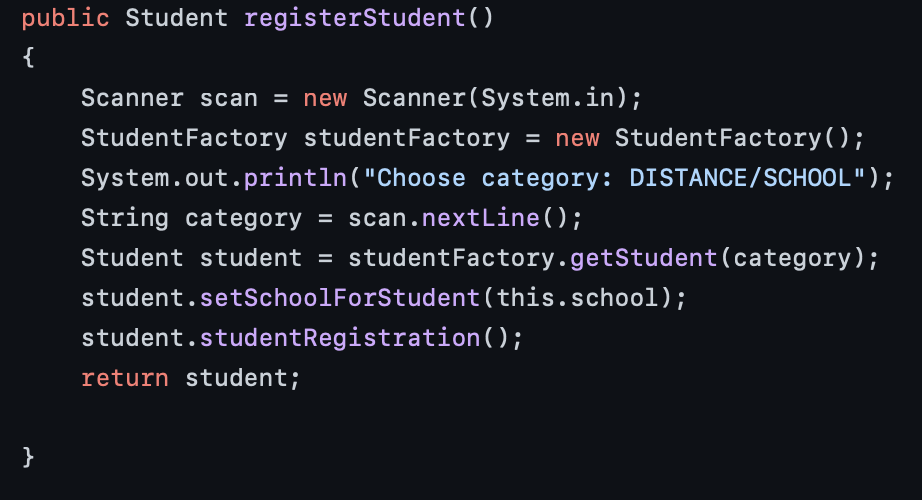 public Student registerStudent()
{
    Scanner scan = new Scanner(System.in);
    StudentFactory studentFactory = new StudentFactory();
    System.out.println("Choose category: DISTANCE/SCHOOL");
    String category = scan.nextLine();
    Student student = studentFactory.getStudent(category);
    student.setSchoolForStudent(this.school);
    student.studentRegistration();
    return student;

}